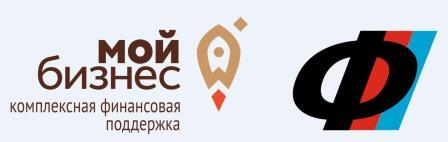 мой
бизнес
комплексная финансовая
поддержка
Ф